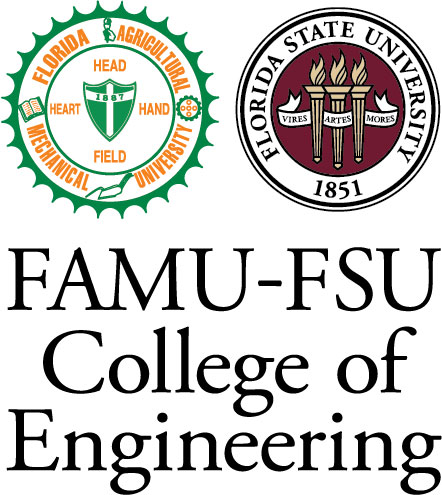 FLORIDA AGRICULTURAL
MECHANICAL UNIVERSITY
HEAD
1887
HEART HAND
FIELD
FLORIDA STATE UNIVERSITY
VIRES ARTES MORES
1851
FAMU-FSU
College of
Engineering